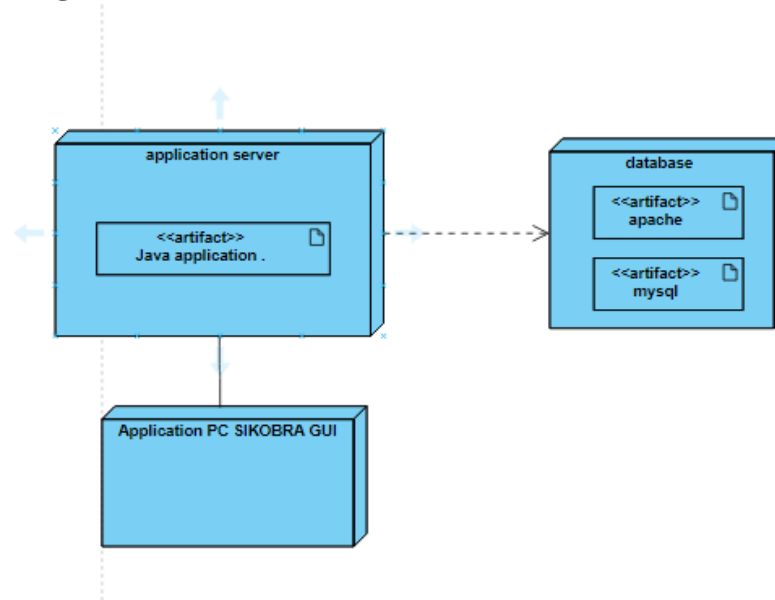 application server
<<artifact>>
Java application .
database
<<artifact>>
apache
<<artifact>>
mysql
Application PC SIKOBRA GUI